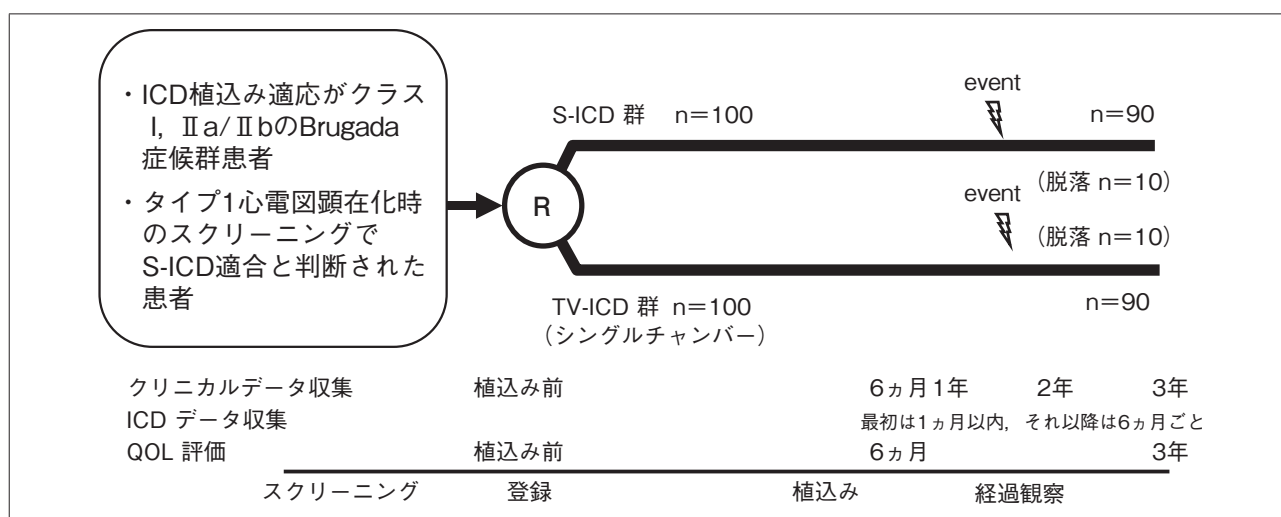 ・ICD植込み適応がクラス
I，Ⅱa/Ⅱbの Brugada
症候群患者
・タイプ1心電図顕在化時
のスクリーニングで
S-ICD適合と判断された
患者
R
S-ICD 群 n＝100
event
n＝90
（脱落 n＝10）
event
（脱落 n＝10）
TV-ICD 群 n＝100
（シングルチャンバー）
n＝90
クリニカルデータ収集 植込み前 6ヵ月 1年 2年 3年
ICD データ収集 最初は1ヵ月以内，それ以降は6ヵ月ごと
QOL 評価 植込み前 6ヵ月 3年
スクリーニング 登録 植込み 経過観察